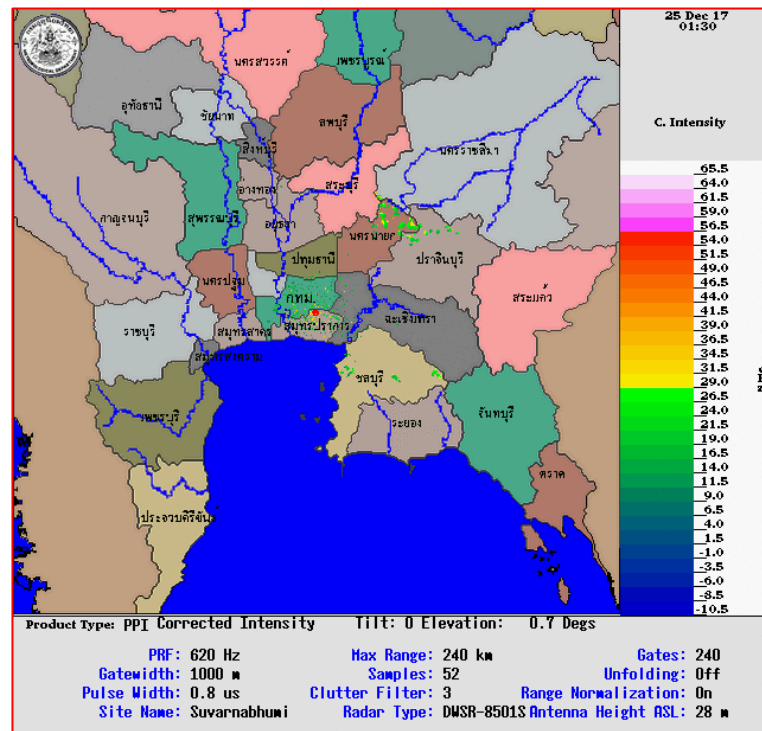 25 Dec 17
01:30
C. Intensity
65.5
64.0
61.5
59.0
56.5
54.0
51.5
49.0
46.5
44.0
41.5
39.0
36.5
34.5
31.5
29.0
26.5
24.0
21.5
19.0
16.5
14.0
11.5
9.0
6.5
4.0
1.5
-1.0
-3.5
-6.0
-8.5
-10.5
นครสวรรค์
เพชรบูรณ์
อุทัยธานี
ชัยนาท
ลพบุรี
สิงห์บุรี
นครราชสีมา
สระบุรี
อ่างทอง
กาญจนบุรี
สุพรรณบุรี
อยุธยา
นครนายก
ปราจีนบุรี
ปทุมธานี
นครปฐม
กทม.
สระแก้ว
ราชบุรี
สมุทรสาคร
สมุทรปราการ
ฉะเชิงเทรา
สมุทรสงคราม
ชลบุรี
เพชรบุรี
ระยอง
จันทบุรี
ตราด
ประจวบคีรีขันธ์
Product Type: PPI Corrected Intensity Tilt: 0 Elevation: 0.7 Degs
PRF: 620 Hz Max Range: 240 km Gates: 240
Gatewidth: 1000 m Samples: 52 Unfolding: Off
Pulse Width: 0.8 us Clutter Filter: 3 Range Normalization: On
Site Name: Suvarnabhumi Radar Type: DWSR-8501S Antenna Height ASL: 28 m